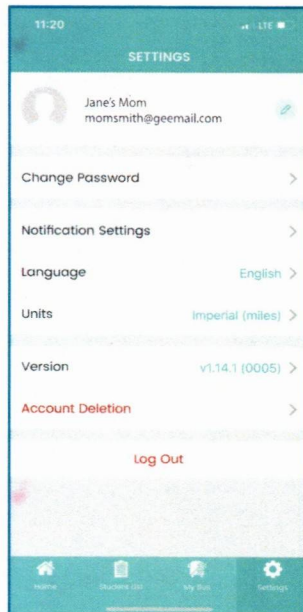 11:20 LTE
SETTINGS
Jane's Mom
momsmith@geemail.com
Change Password
Notification Settings
Language English
Units Imperial (miles)
Version v1.14.1 (0005)
Account Deletion
Log Out
Home Student List My Bus Settings